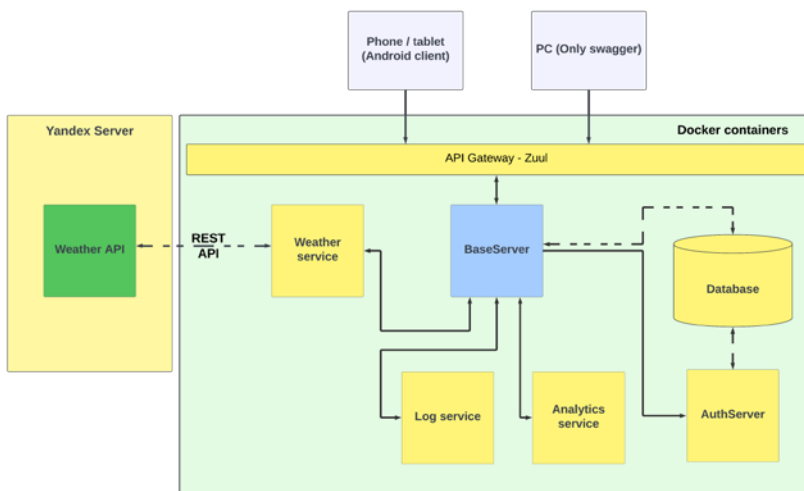 Phone / tablet
(Android client)
PC (Only swagger)
Yandex Server
Docker containers
API Gateway - Zuul
Weather API
REST
API
Weather
service
BaseServer
Database
Log service
Analytics
service
AuthServer